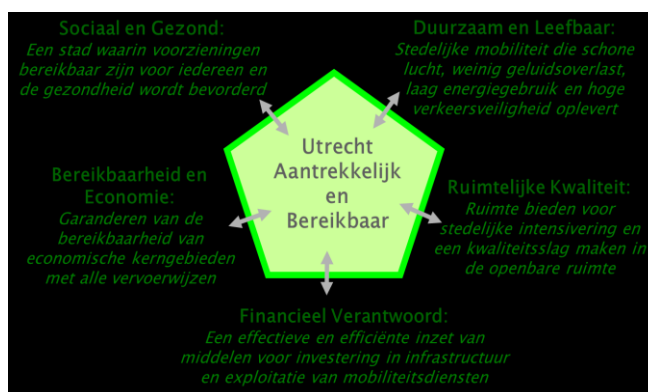 Sociaal en Gezond:
Een stad waarin voorzieningen
bereikbaar zijn voor iedereen en
de gezondheid wordt bevorderd
Duurzaam en Leefbaar:
Stedelijke mobiliteit die schone
lucht, weinig geluidsoverlast,
laag energiegebruik en hoge
verkeersveiligheid oplevert
Utrecht
Aantrekkelijk
en
Bereikbaar
Bereikbaarheid en
Economie:
Garanderen van de
bereikbaarheid van
economische kerngebieden
met alle vervoerwijzen
Ruimtelijke Kwaliteit:
Ruimte bieden voor
stedelijke intensivering en
een kwaliteitsslag maken in
de openbare ruimte
Financieel Verantwoord:
Een effectieve en efficiënte inzet van
middelen voor investering in infrastructuur
en exploitatie van mobiliteitsdiensten